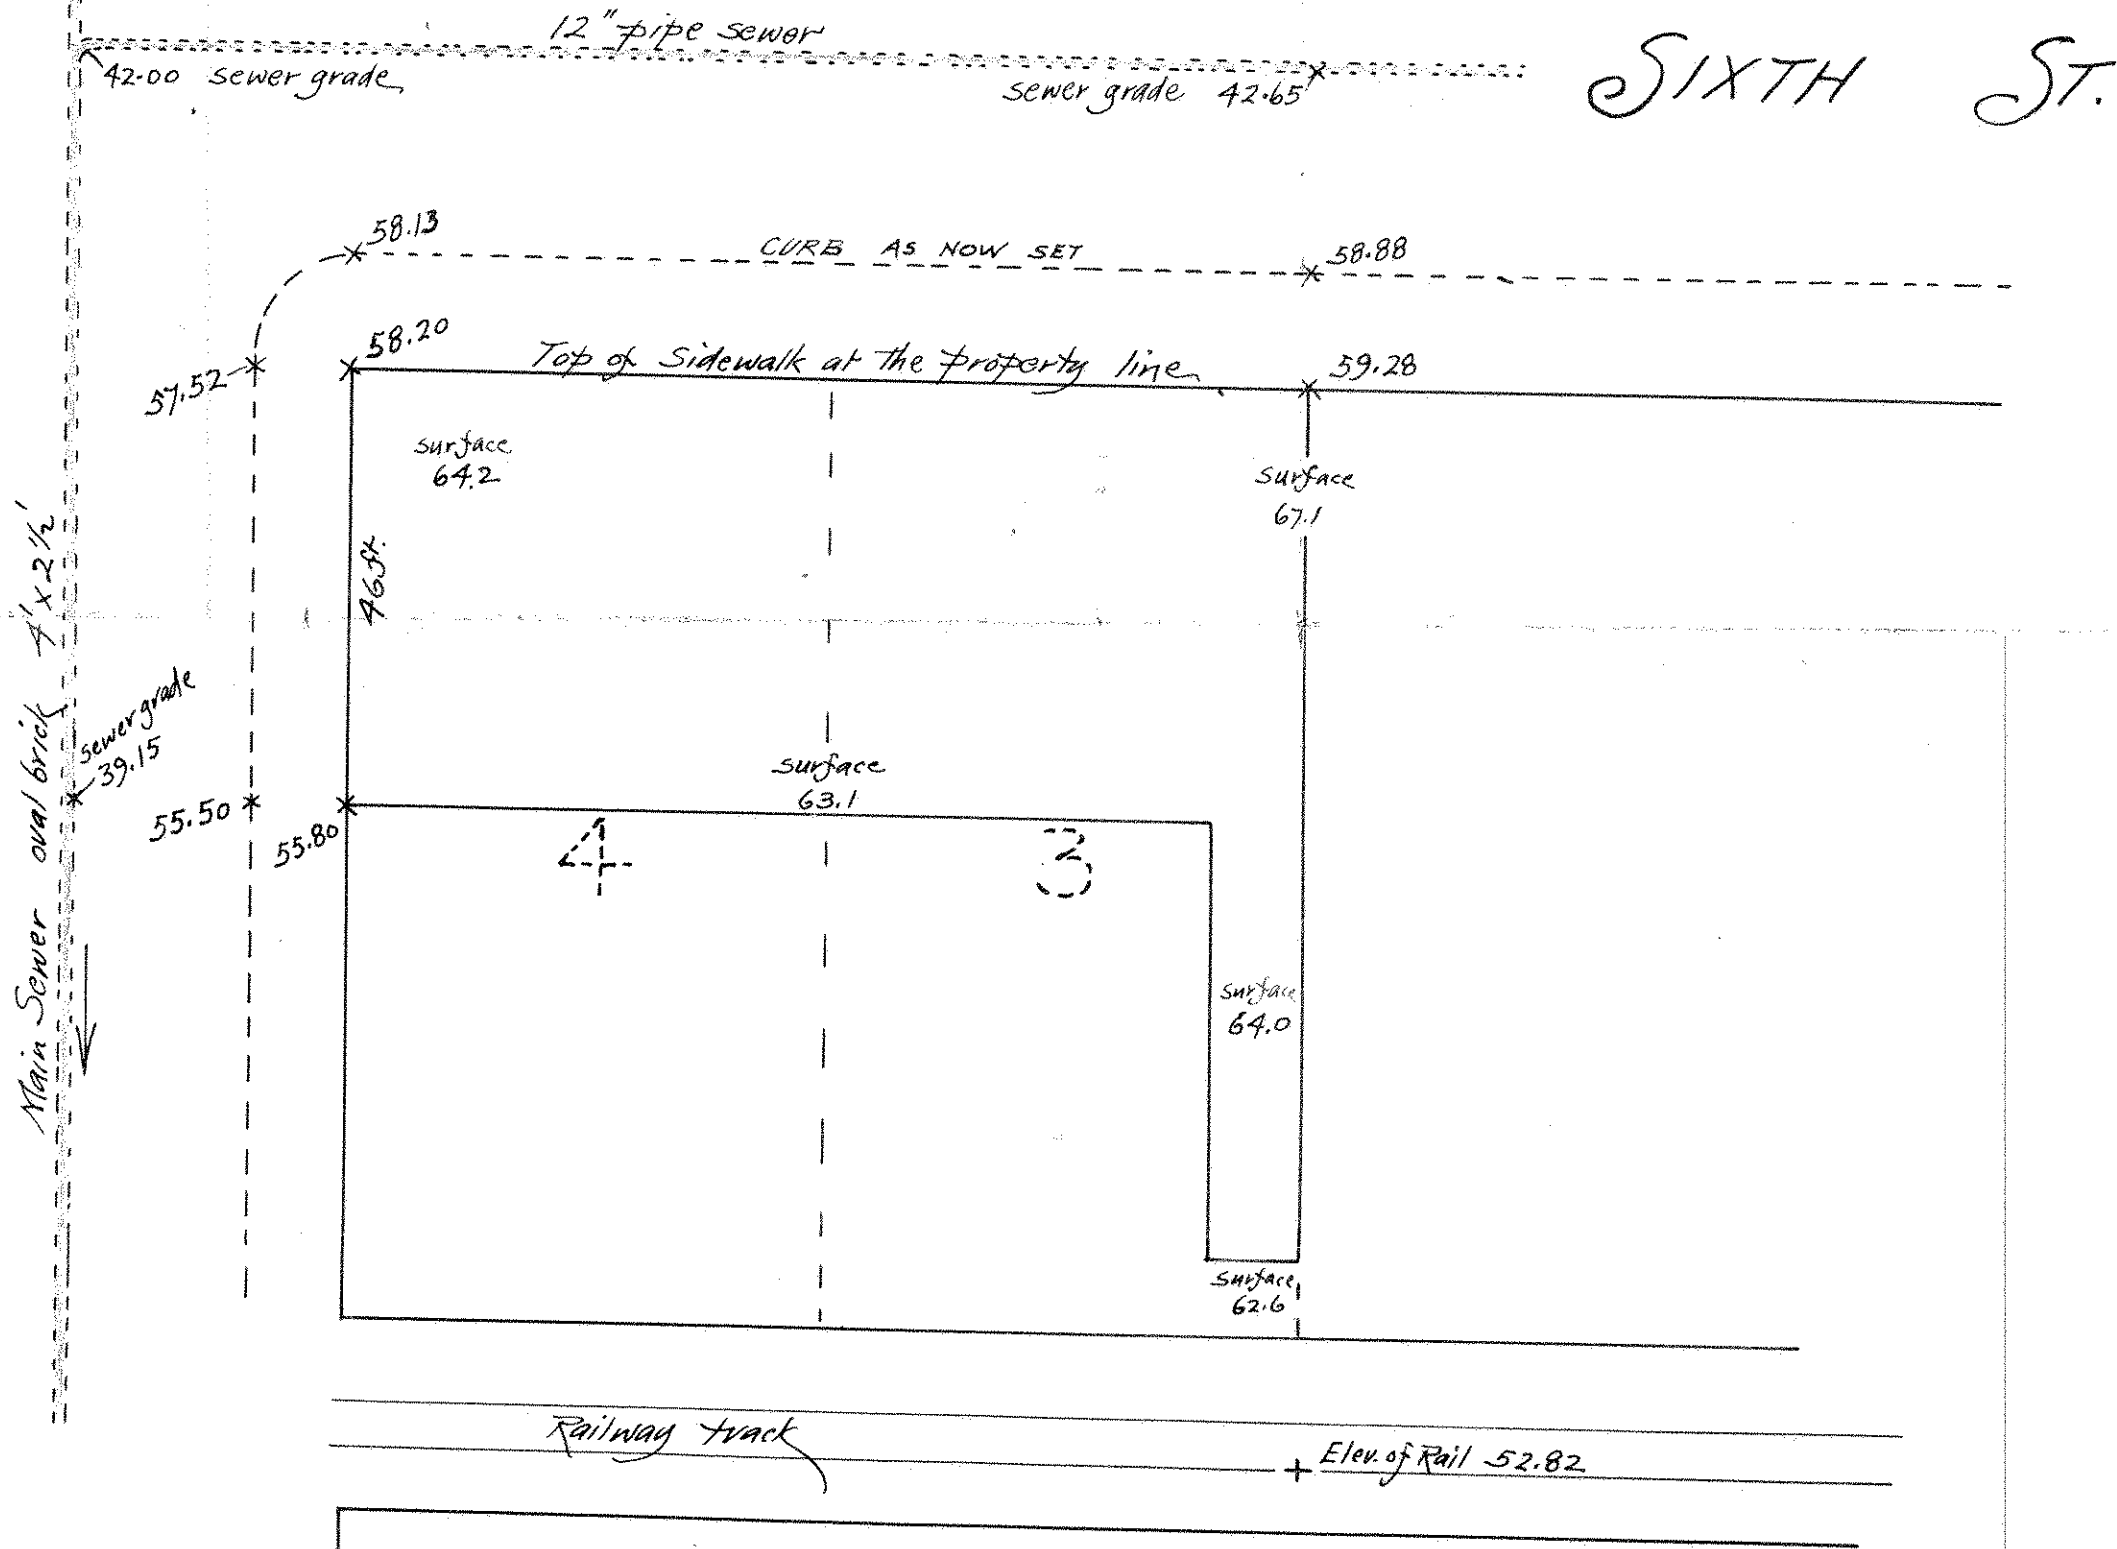 12" pipe sewer
42.00 sewer grade
sewer grade 42.65
SIXTH ST.
58.13
CURB AS NOW SET
58.88
58.20
Top of Sidewalk at the property line
59.28
57.52
surface
64.2
surface
67.1
46 ft.
Main Sewer oval brick 4' x 2½'
sewer grade
39.15
surface
63.1
55.50
55.80
4
3
surface
64.0
surface
62.6
Railway track
Elev. of Rail 52.82